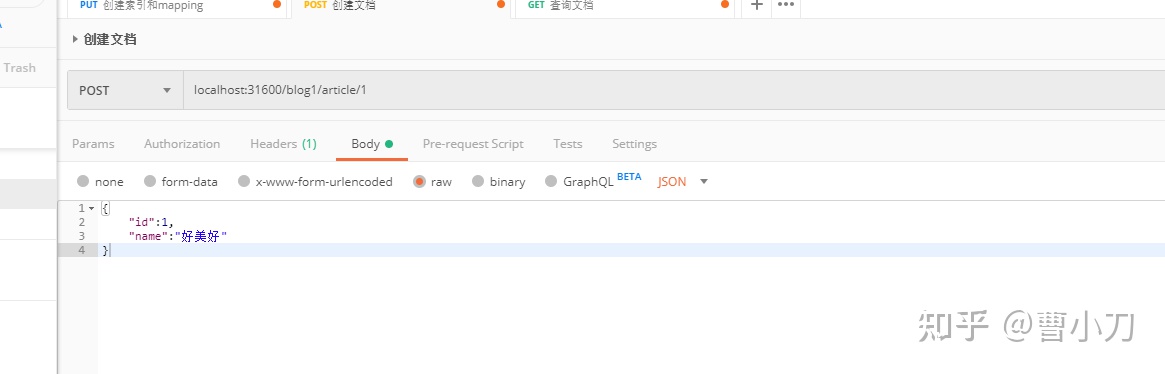 PUT 创建索引和mapping
POST 创建文档
GET 查询文档
创建文档
Trash
POST
localhost:31600/blog1/article/1
Params
Authorization
Headers (1)
Body
Pre-request Script
Tests
Settings
none
form-data
x-www-form-urlencoded
raw
binary
GraphQL BETA
JSON
1 {
2 "id":1,
3 "name":"好美好"
4 }
知乎 @曹小刀